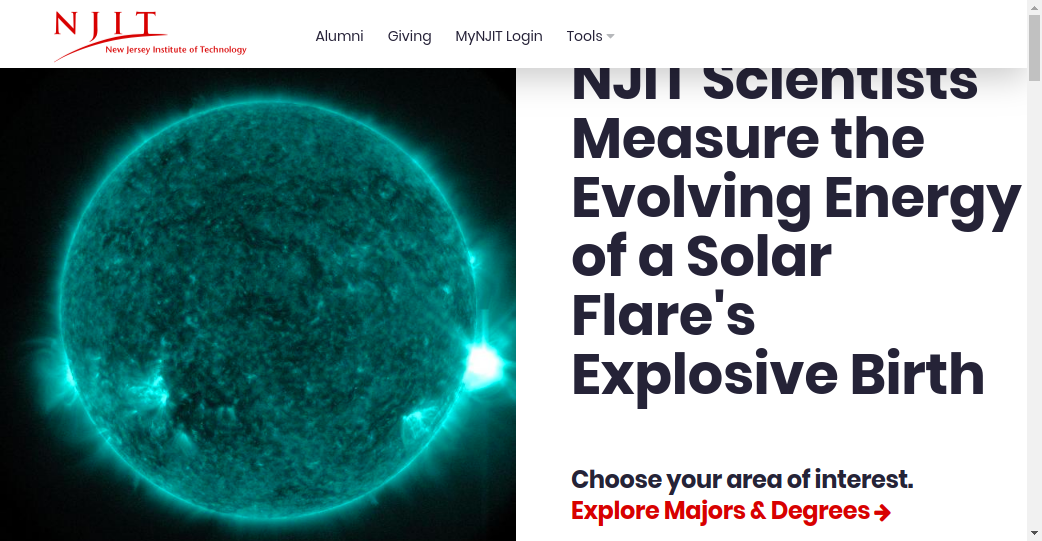 NJIT
New Jersey Institute of Technology
Alumni Giving MyNJIT Login Tools
NJIT Scientists
Measure the
Evolving Energy
of a Solar
Flare's
Explosive Birth
Choose your area of interest.
Explore Majors & Degrees